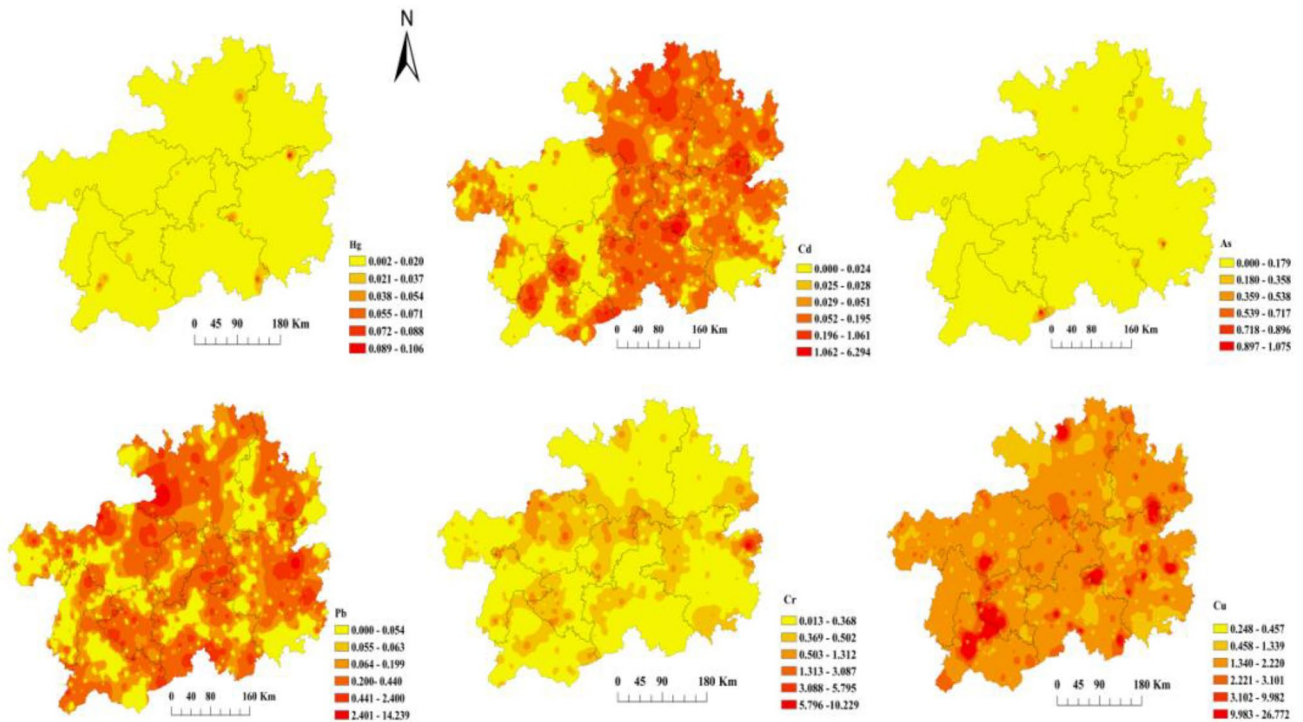 N
Hg
0.002 - 0.020
0.021 - 0.037
0.038 - 0.054
0.055 - 0.071
0.072 - 0.088
0.089 - 0.106
0 45 90 180 Km
Cd
0.000 - 0.024
0.025 - 0.028
0.029 - 0.051
0.052 - 0.195
0.196 - 1.061
1.062 - 6.294
0 40 80 160 Km
As
0.000 - 0.179
0.180 - 0.358
0.359 - 0.538
0.539 - 0.717
0.718 - 0.896
0.897 - 1.075
0 40 80 160 Km
Pb
0.000 - 0.054
0.055 - 0.063
0.064 - 0.199
0.200- 0.440
0.441 - 2.400
2.401 - 14.239
0 40 80 160 Km
Cr
0.013 - 0.368
0.369 - 0.502
0.503 - 1.312
1.313 - 3.087
3.088 - 5.795
5.796 -10.229
0 45 90 180 Km
Cu
0.248 - 0.457
0.458 - 1.339
1.340 - 2.220
2.221 - 3.101
3.102 - 9.982
9.983 - 26.772
0 45 90 180 Km